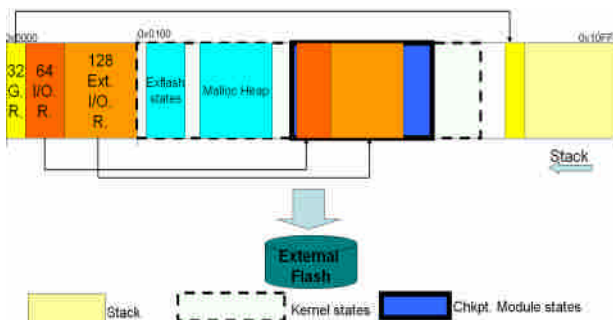 0x0000
0x0100
0x10FF
32
G.
R.
64
I/O.
R.
128
Ext.
I/O.
R.
Exflash
states
Malloc Heap
Stack
External
Flash
Stack
Kernel states
Chkpt. Module states